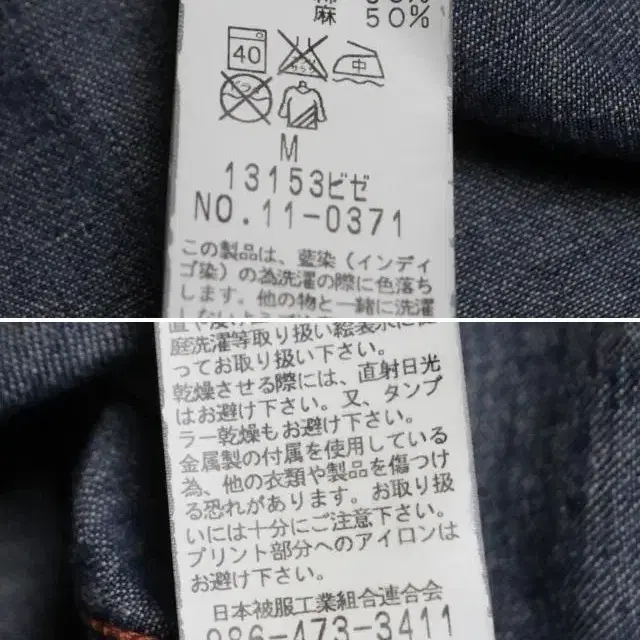 麻 50%
40
中
M
13153ビゼ
NO.11-0371
この製品は、藍染(インディ
ゴ染)の為洗濯の際に色落ち
します。他の物と一緒に洗濯
庭洗濯等取り扱い絵表示に
ってお取り扱い下さい。
乾燥させる際には、直射日光
はお避け下さい。又、タンブ
ラー乾燥もお避け下さい。
金属製の付属を使用している
為、他の衣類や製品を傷つけ
る恐れがあります。お取り扱
いには十分にご注意下さい。
プリント部分へのアイロンは
お避け下さい。
日本被服工業組合連合会
086-473-3411